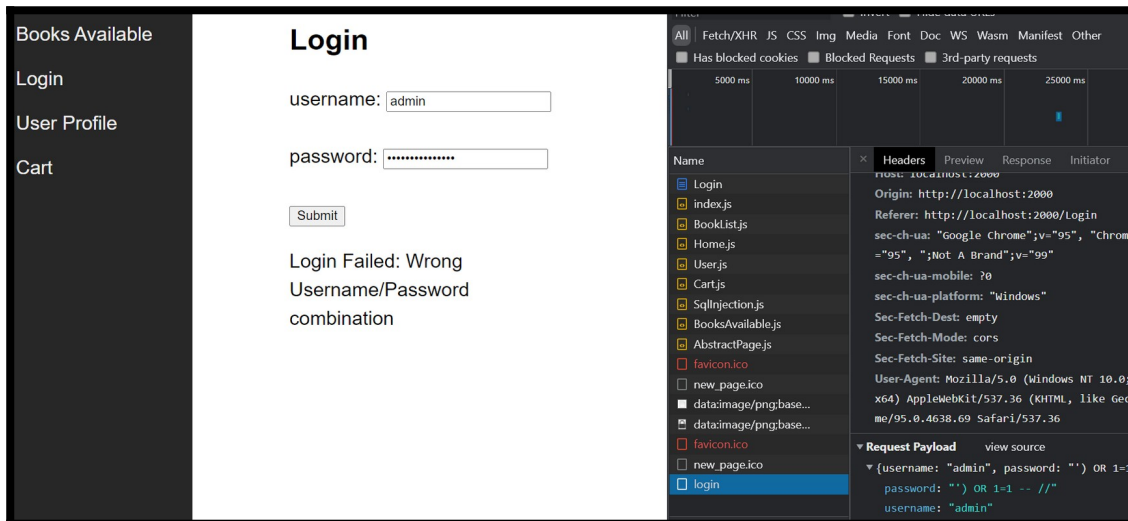 Books Available
Login
User Profile
Cart
Login
username: admin
password: •••••••••••••••
Submit
Login Failed: Wrong
Username/Password
combination
All Fetch/XHR JS CSS Img Media Font Doc WS Wasm Manifest Other
Has blocked cookies Blocked Requests 3rd-party requests
5000 ms 10000 ms 15000 ms 20000 ms 25000 ms
Name
Login
index.js
BookList.js
Home.js
User.js
Cart.js
SqlInjection.js
BooksAvailable.js
AbstractPage.js
favicon.ico
new_page.ico
data:image/png;base...
data:image/png;base...
favicon.ico
new_page.ico
login
× Headers Preview Response Initiator
Host: localhost:2000
Origin: http://localhost:2000
Referer: http://localhost:2000/Login
sec-ch-ua: "Google Chrome";v="95", "Chrom
="95", ";Not A Brand";v="99"
sec-ch-ua-mobile: ?0
sec-ch-ua-platform: "Windows"
Sec-Fetch-Dest: empty
Sec-Fetch-Mode: cors
Sec-Fetch-Site: same-origin
User-Agent: Mozilla/5.0 (Windows NT 10.0;
x64) AppleWebKit/537.36 (KHTML, like Gec
me/95.0.4638.69 Safari/537.36
Request Payload view source
{username: "admin", password: "') OR 1=1
password: "') OR 1=1 -- //"
username: "admin"